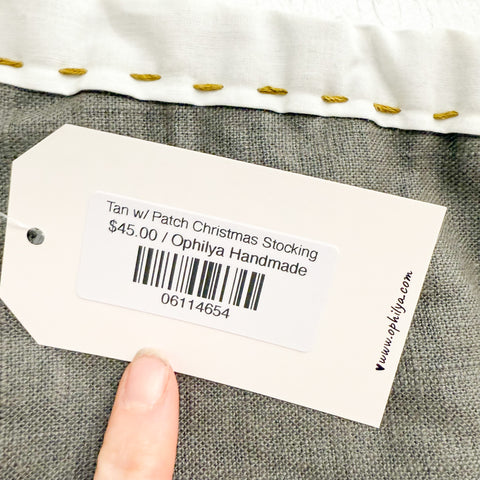 Tan w/ Patch Christmas Stocking
$45.00 / Ophilya Handmade
06114654
♥www.ophilya.com